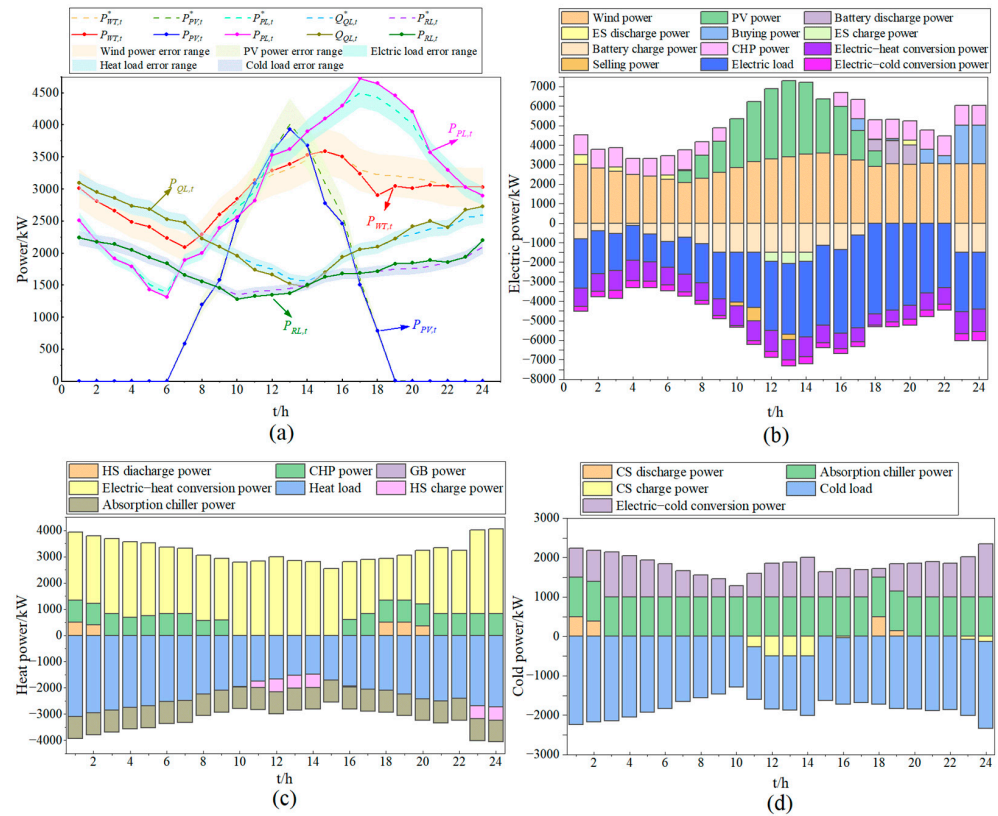 P*WT,t P*PV,t P*PL,t Q*QL,t P*RL,t
PWT,t PPV,t PPL,t QQL,t PRL,t
Wind power error range PV power error range Elctric load error range
Heat load error range Cold load error range
Power/kW
4500
4000
3500
3000
2500
2000
1500
1000
500
0
PQL,t
PPL,t
PWT,t
PRL,t
PPV,t
0 2 4 6 8 10 12 14 16 18 20 22 24
t/h
(a)
Wind power PV power Battery discharge power
ES discharge power Buying power ES charge power
Battery charge power CHP power Electric-heat conversion power
Selling power Electric load Electric-cold conversion power
Electric power/kW
7000
6000
5000
4000
3000
2000
1000
0
-1000
-2000
-3000
-4000
-5000
-6000
-7000
-8000
0 2 4 6 8 10 12 14 16 18 20 22 24
t/h
(b)
HS diacharge power CHP power GB power
Electric-heat conversion power Heat load HS charge power
Absorption chiller power
Heat power/kW
4000
3000
2000
1000
0
-1000
-2000
-3000
-4000
2 4 6 8 10 12 14 16 18 20 22 24
t/h
(c)
CS discharge power Absorption chiller power
CS charge power Cold load
Electric-cold conversion power
Cold power/kW
3000
2000
1000
0
-1000
-2000
-3000
2 4 6 8 10 12 14 16 18 20 22 24
t/h
(d)